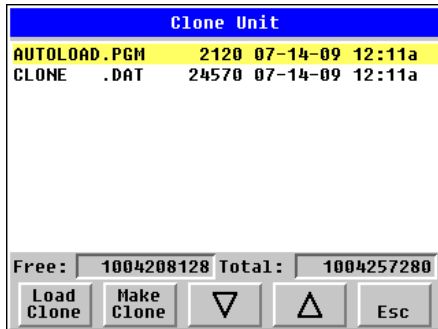 Clone Unit
AUTOLOAD.PGM 2120 07-14-09 12:11a
CLONE .DAT 24570 07-14-09 12:11a
Free: 1004208128 Total: 1004257280
Load Clone
Make Clone
Esc